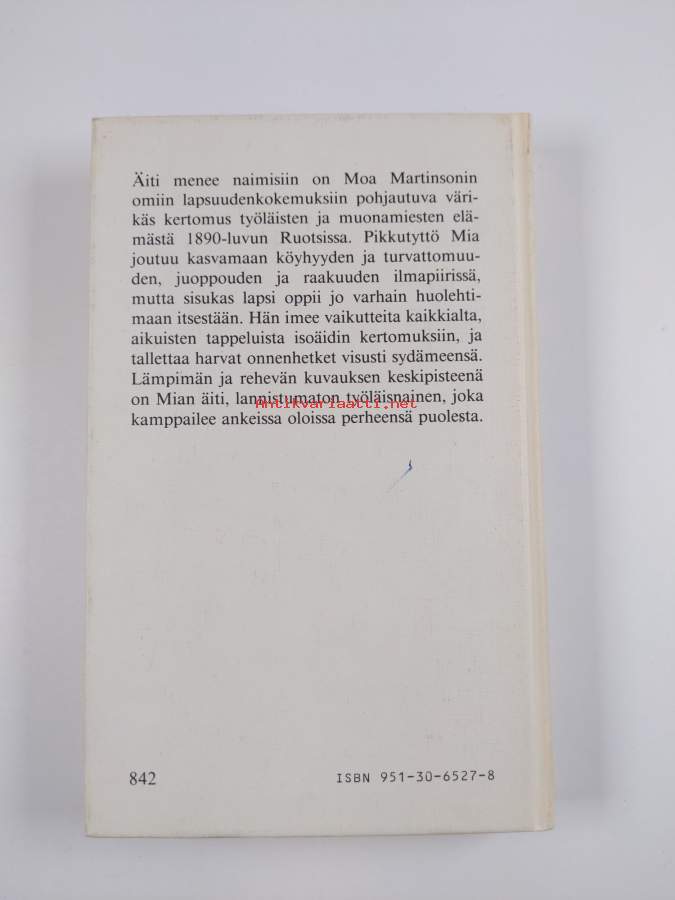 Äiti menee naimisiin on Moa Martinsonin
omiin lapsuudenkokemuksiin pohjautuva väri-
käs kertomus työläisten ja muonamiesten elä-
mästä 1890-luvun Ruotsissa. Pikkutyttö Mia
joutuu kasvamaan köyhyyden ja turvattomuu-
den, juoppouden ja raakuuden ilmapiirissä,
mutta sisukas lapsi oppii jo varhain huolehti-
maan itsestään. Hän imee vaikutteita kaikkialta,
aikuisten tappeluista isoäidin kertomuksiin, ja
tallettaa harvat onnenhetket visusti sydämeensä.
Lämpimän ja rehevän kuvauksen keskipisteenä
on Mian äiti, lannistumaton työläisnainen, joka
Antikvariaatti.net
kamppailee ankeissa oloissa perheensä puolesta.
842
ISBN 951-30-6527-8